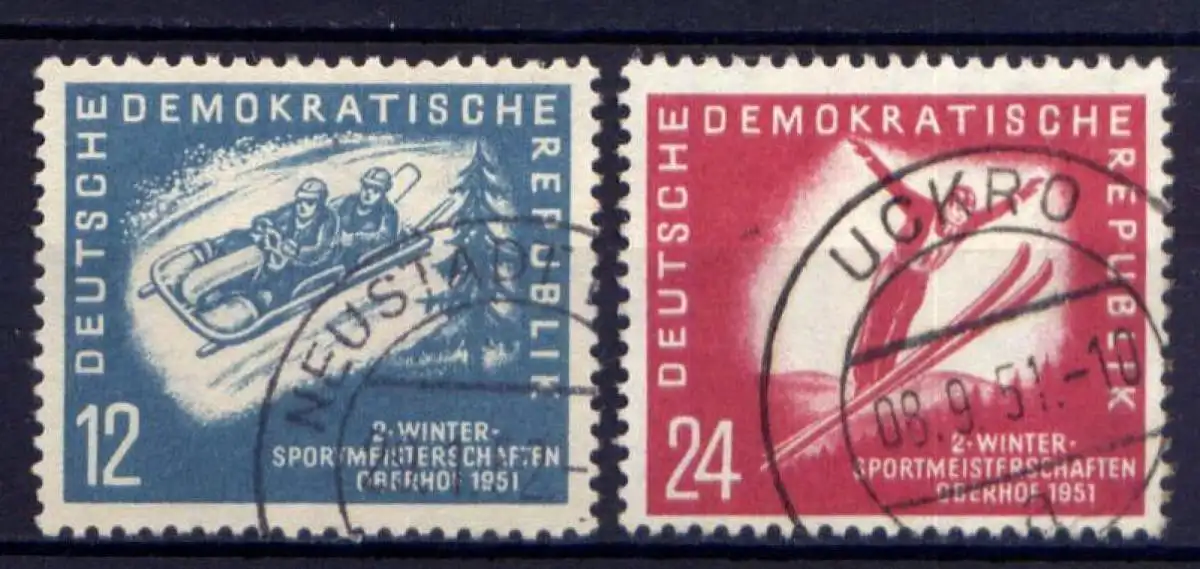 DEUTSCHE DEMOKRATISCHE REPUBLIK
12
2·WINTER-
SPORTMEISTERSCHAFTEN
OBERHOF 1951
NEUSTADT
DEUTSCHE DEMOKRATISCHE REPUBLIK
24
2·WINTER-
SPORTMEISTERSCHAFTEN
OBERHOF 1951
UCKRO
08.9.51.-10
a